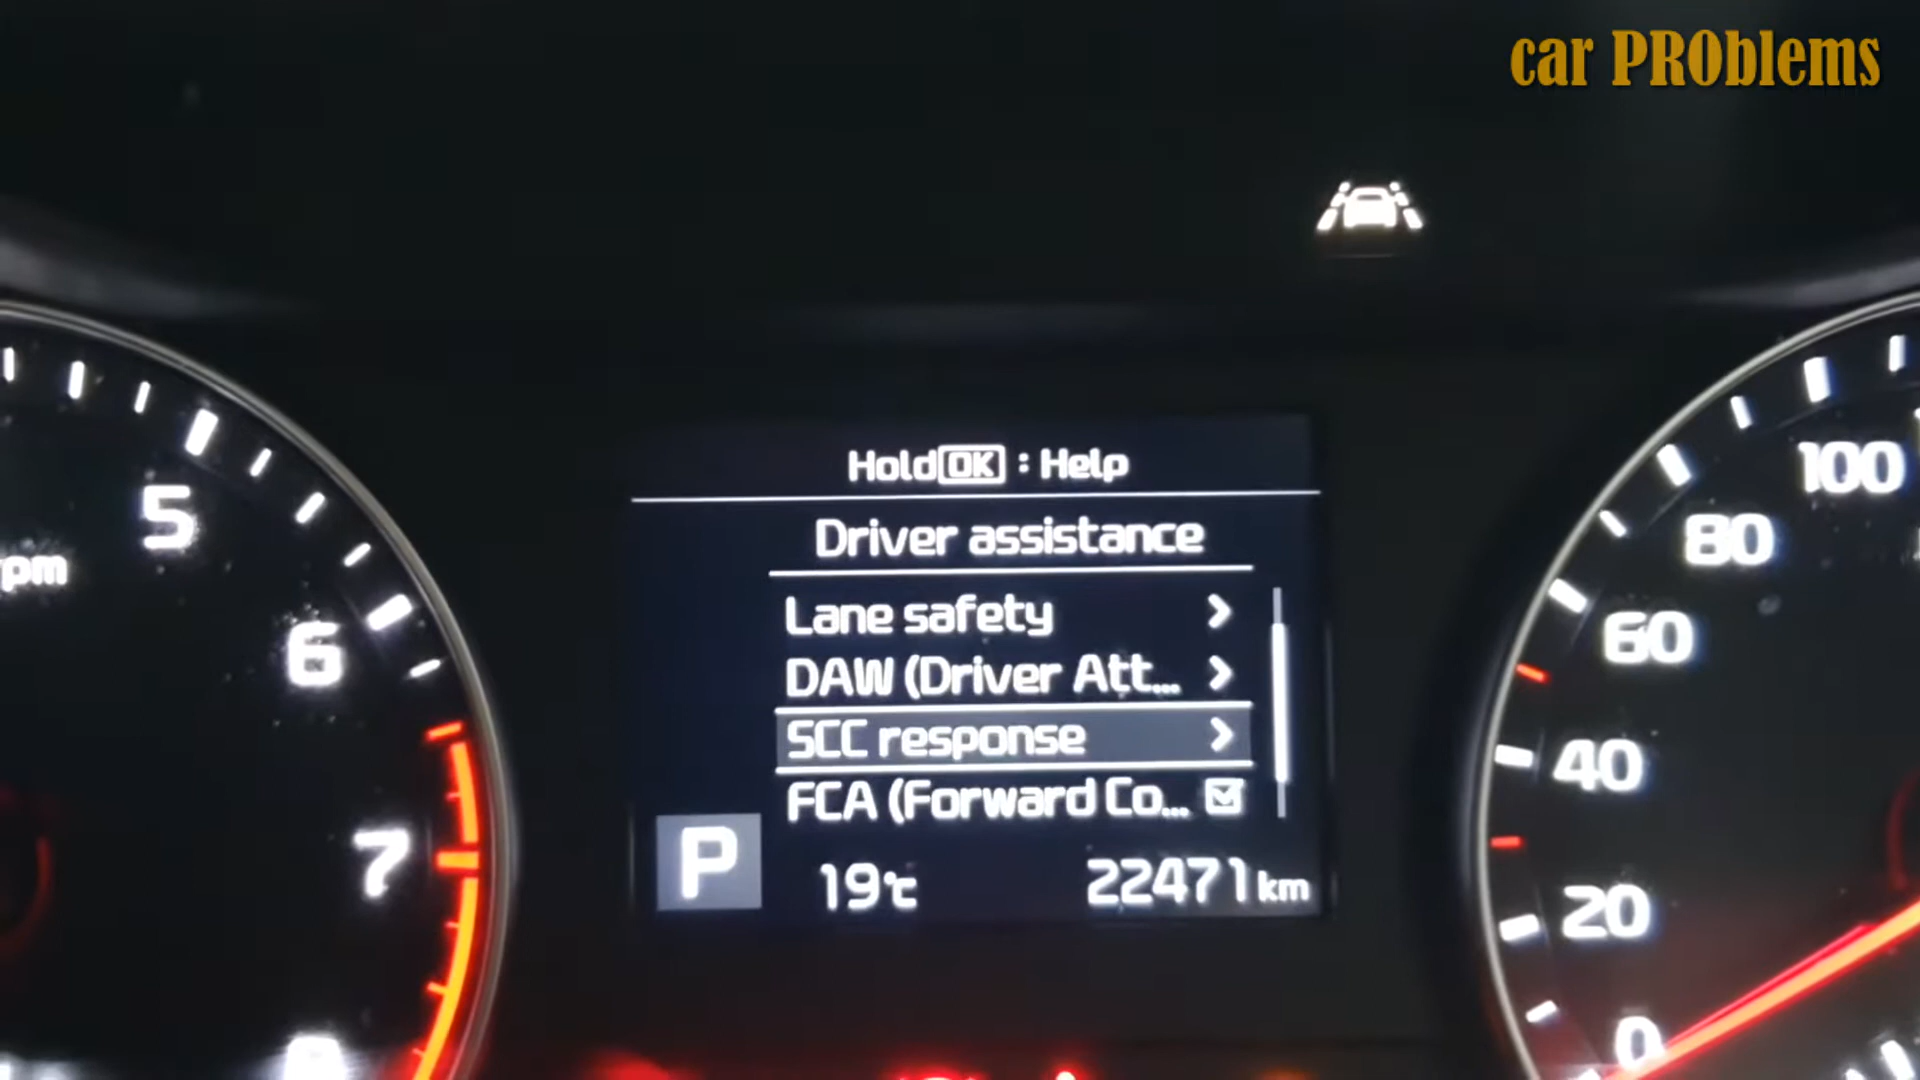 car PROblems
Hold OK : Help
Driver assistance
Lane safety
DAW (Driver Att...
SCC response
FCA (Forward Co...
P
19℃
22471 km
5
6
7
8
100
80
60
40
20
0